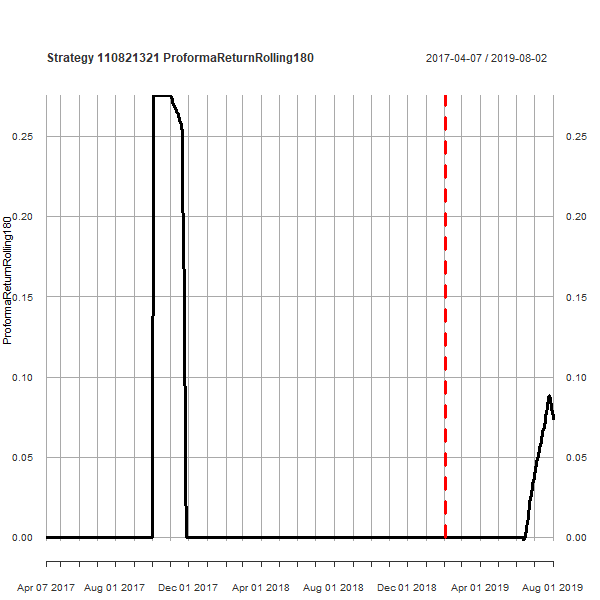 Strategy 110821321 ProformaReturnRolling180
2017-04-07 / 2019-08-02
ProformaReturnRolling180
0.25 0.25
0.20 0.20
0.15 0.15
0.10 0.10
0.05 0.05
0.00 0.00
Apr 07 2017 Aug 01 2017 Dec 01 2017 Apr 01 2018 Aug 01 2018 Dec 01 2018 Apr 01 2019 Aug 01 2019